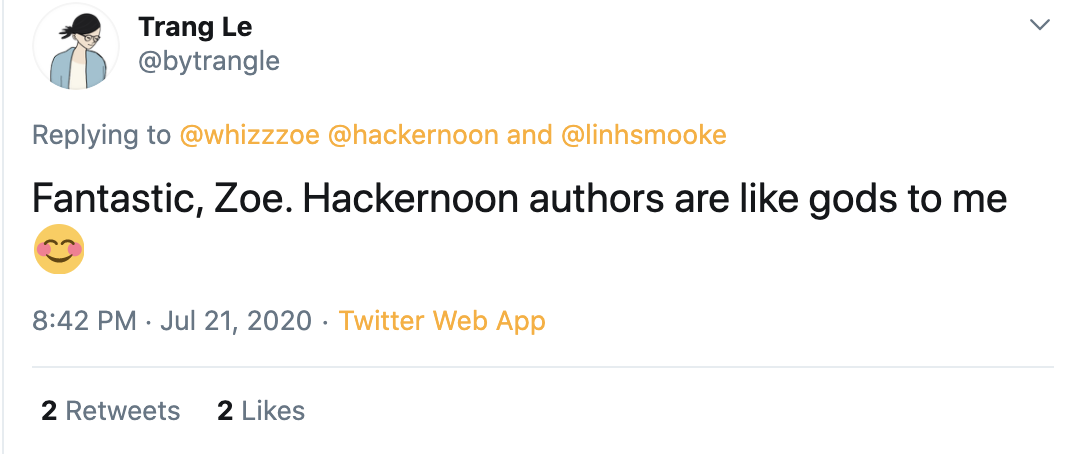 Trang Le
@bytrangle
Replying to @whizzzoe @hackernoon and @linhsmooke
Fantastic, Zoe. Hackernoon authors are like gods to me
😊
8:42 PM · Jul 21, 2020 · Twitter Web App
2 Retweets 2 Likes